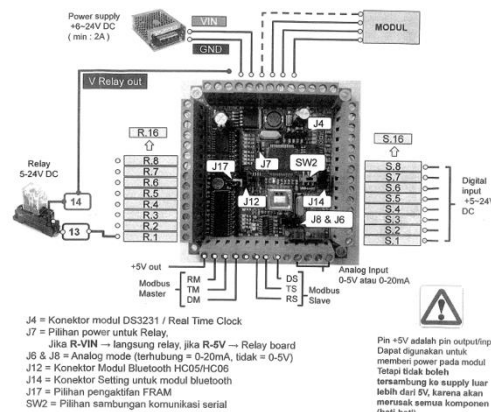 Power supply
+6~24V DC
( min : 2A )
VIN
GND
MODUL
V Relay out
R.16
R.8
R.7
R.6
R.5
R.4
R.3
R.2
R.1
Relay
5-24V DC
14
13
J4
J7
SW2
J17
J12
J14
J8 & J6
S.16
S.8
S.7
S.6
S.5
S.4
S.3
S.2
S.1
Digital
input
+5~24V
DC
+5V out
Modbus
Master
RM
TM
DM
DS
TS
RS
Modbus
Slave
Analog Input
0-5V atau 0-20mA
J4 = Konektor modul DS3231 / Real Time Clock
J7 = Pilihan power untuk Relay,
Jika R-VIN → langsung relay, jika R-5V → Relay board
J6 & J8 = Analog mode (terhubung = 0-20mA, tidak = 0-5V)
J12 = Konektor Modul Bluetooth HC05/HC06
J14 = Konektor Setting untuk modul bluetooth
J17 = Pilihan pengaktifan FRAM
SW2 = Pilihan sambungan komunikasi serial
Pin +5V adalah pin output/inp
Dapat digunakan untuk
memberi power pada modul
Tetapi tidak boleh
tersambung ke supply luar
lebih dari 5V, karena akan
merusak semua komponen
(hati-hati)